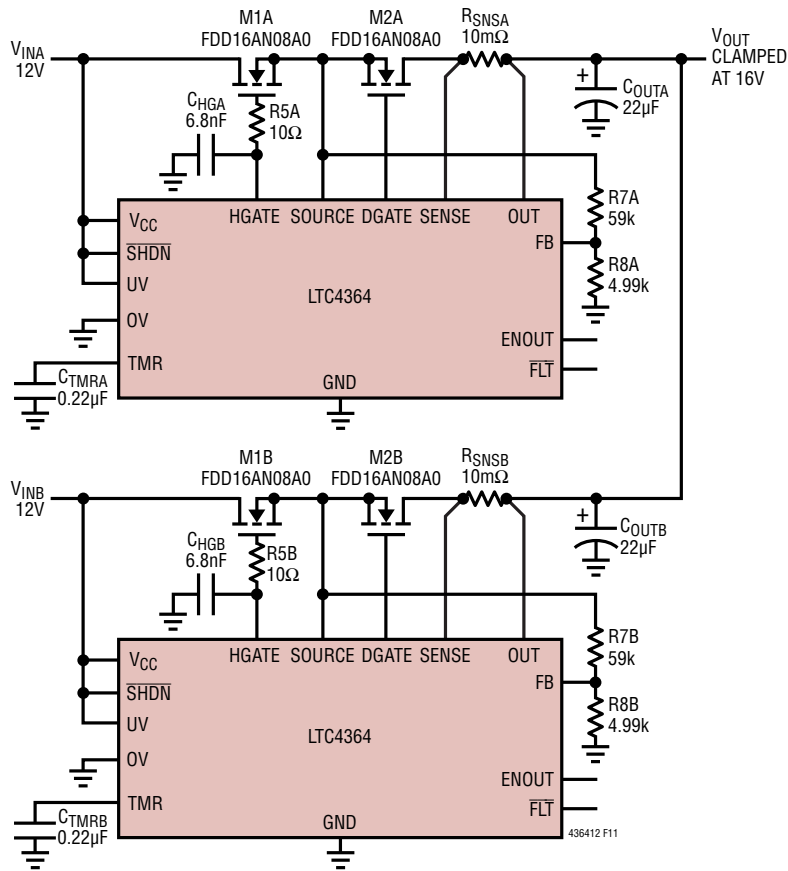 M1A
FDD16AN08A0
M2A
FDD16AN08A0
RSNSA
10mΩ
VINA
12V
VOUT
CLAMPED
AT 16V
+
COUTA
22µF
CHGA
6.8nF
R5A
10Ω
R7A
59k
R8A
4.99k
HGATE SOURCE DGATE SENSE OUT
VCC
SHDN
UV
OV
TMR
FB
LTC4364
ENOUT
FLT
GND
CTMRA
0.22µF
M1B
FDD16AN08A0
M2B
FDD16AN08A0
RSNSB
10mΩ
VINB
12V
+
COUTB
22µF
CHGB
6.8nF
R5B
10Ω
R7B
59k
R8B
4.99k
HGATE SOURCE DGATE SENSE OUT
VCC
SHDN
UV
OV
TMR
FB
LTC4364
ENOUT
FLT
GND
CTMRB
0.22µF
436412 F11